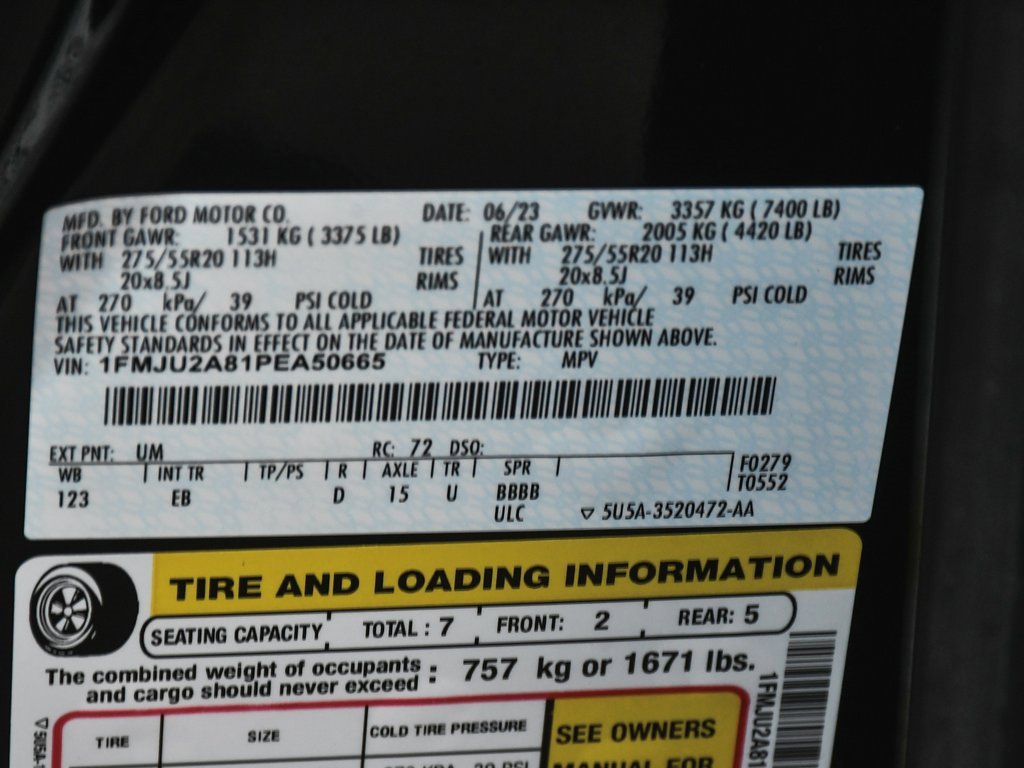 MFD. BY FORD MOTOR CO. DATE: 06/23 GVWR: 3357 KG ( 7400 LB)
FRONT GAWR: 1531 KG ( 3375 LB) REAR GAWR: 2005 KG ( 4420 LB)
WITH 275/55R20 113H TIRES WITH 275/55R20 113H TIRES
20x8.5J RIMS 20x8.5J RIMS
AT 270 kPa/ 39 PSI COLD AT 270 kPa/ 39 PSI COLD
THIS VEHICLE CONFORMS TO ALL APPLICABLE FEDERAL MOTOR VEHICLE
SAFETY STANDARDS IN EFFECT ON THE DATE OF MANUFACTURE SHOWN ABOVE.
VIN: 1FMJU2A81PEA50665 TYPE: MPV
EXT PNT: UM RC: 72 DSO:
WB INT TR TP/PS R AXLE TR SPR F0279
123 EB D 15 U BBBB T0552
ULC ▽ 5U5A-3520472-AA
TIRE AND LOADING INFORMATION
SEATING CAPACITY TOTAL : 7 FRONT: 2 REAR: 5
The combined weight of occupants
and cargo should never exceed : 757 kg or 1671 lbs.
TIRE SIZE COLD TIRE PRESSURE SEE OWNERS
MANUAL FOR
1FMJU2A81
▽ 5U5A-